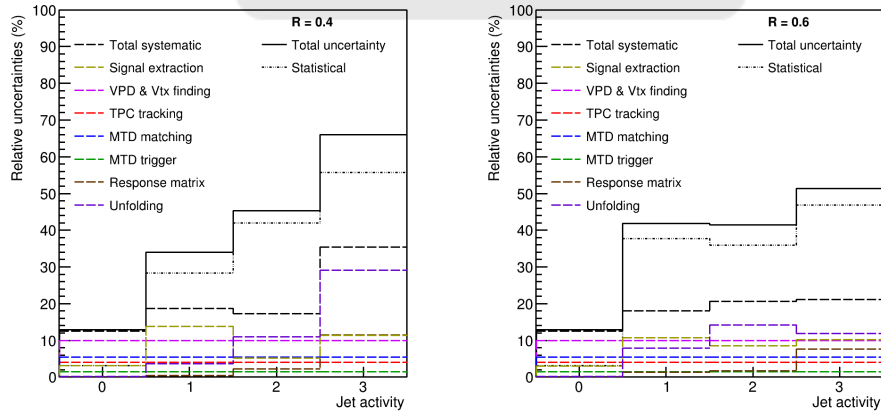 R = 0.4
Relative uncertainties (%)
100
90
80
70
60
50
40
30
20
10
0
Total systematic
Total uncertainty
Signal extraction
Statistical
VPD & Vtx finding
TPC tracking
MTD matching
MTD trigger
Response matrix
Unfolding
0 1 2 3
Jet activity
R = 0.6
Relative uncertainties (%)
100
90
80
70
60
50
40
30
20
10
0
Total systematic
Total uncertainty
Signal extraction
Statistical
VPD & Vtx finding
TPC tracking
MTD matching
MTD trigger
Response matrix
Unfolding
0 1 2 3
Jet activity